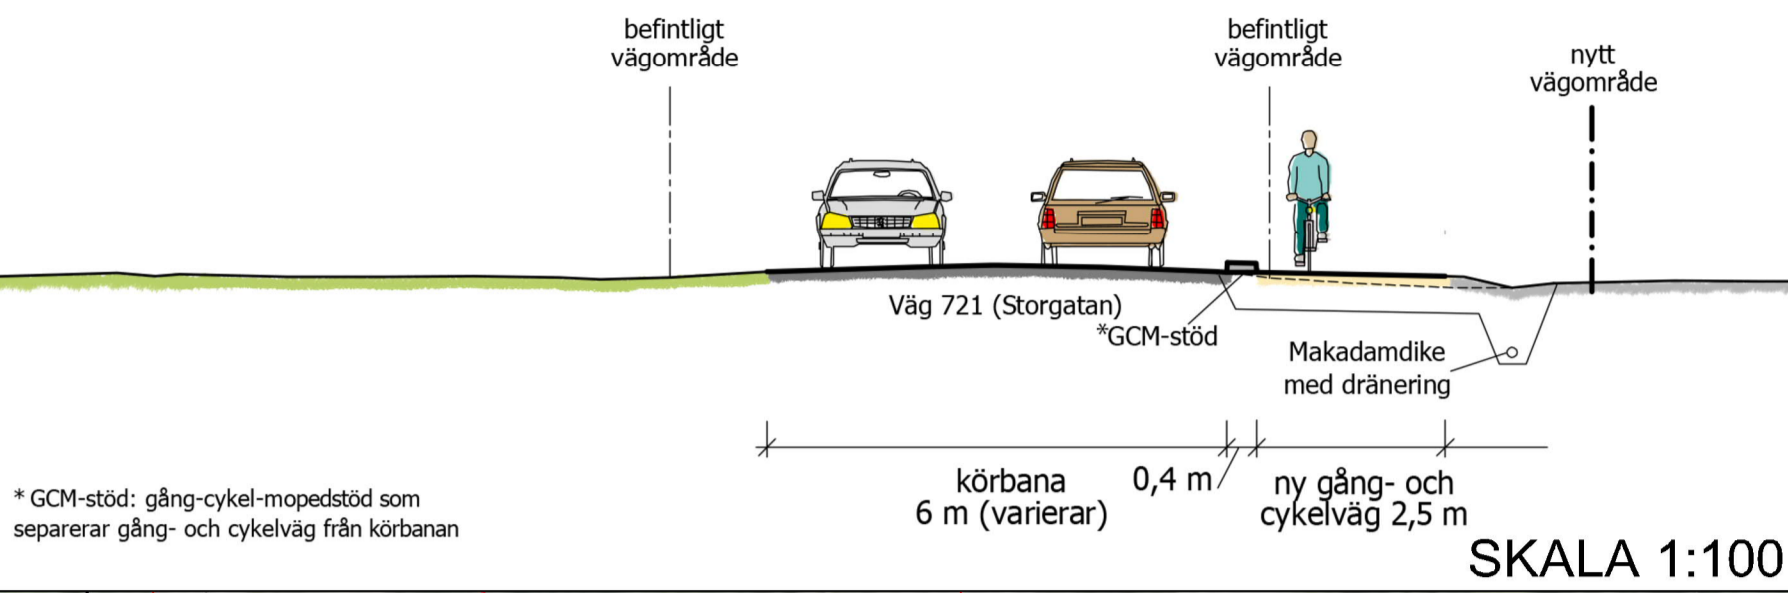 befintligt
vägområde
befintligt
vägområde
nytt
vägområde
Väg 721 (Storgatan)
*GCM-stöd
Makadamdike
med dränering
körbana
6 m (varierar)
0,4 m
ny gång- och
cykelväg 2,5 m
* GCM-stöd: gång-cykel-mopedstöd som
separerar gång- och cykelväg från körbanan
SKALA 1:100